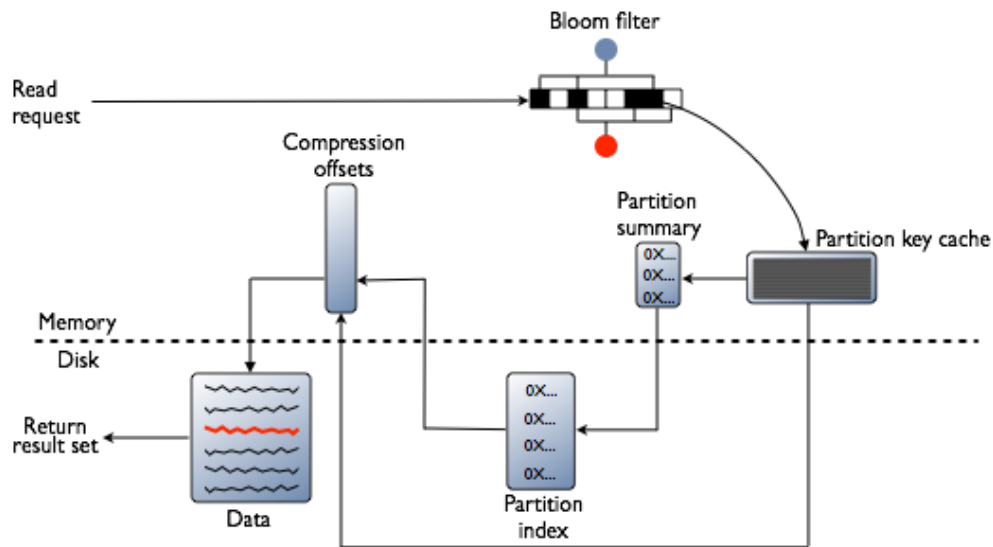 Bloom filter
Read
request
Compression
offsets
Partition
summary
Partition key cache
0X...
0X...
0X...
Memory
Disk
0X...
0X...
0X...
0X...
Return
result set
Data
Partition
index